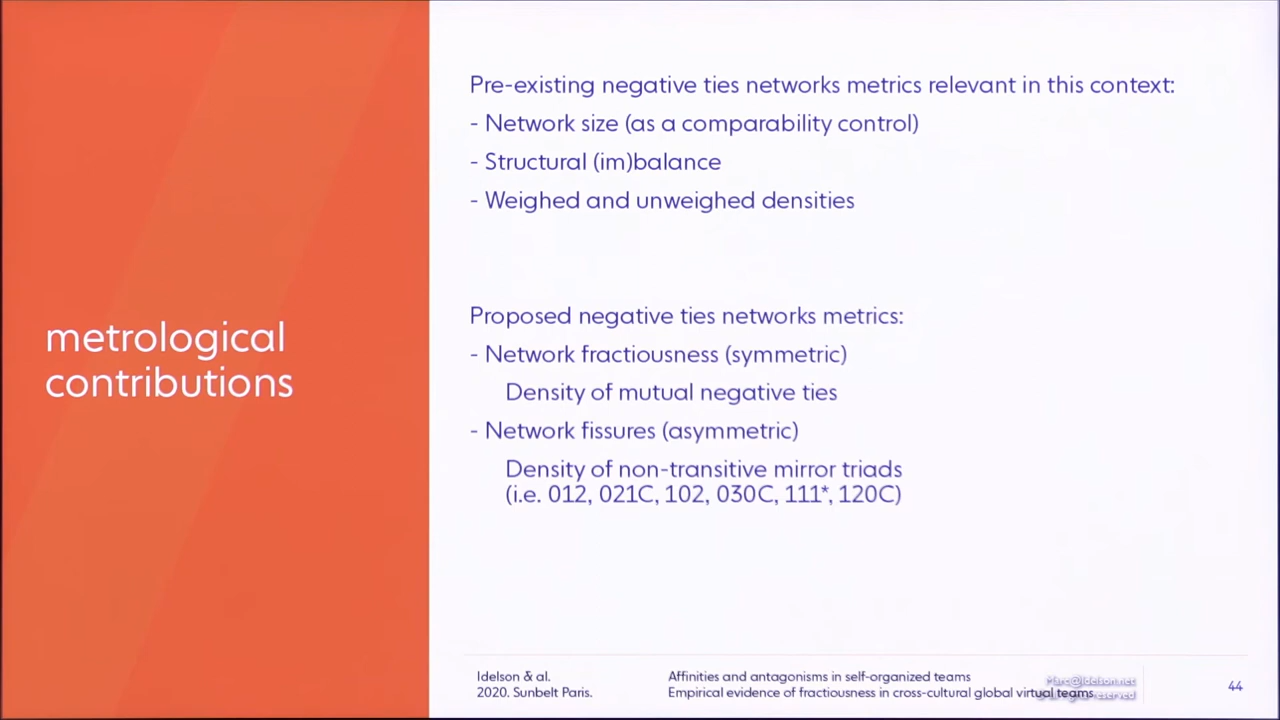 metrological
contributions
Pre-existing negative ties networks metrics relevant in this context:
- Network size (as a comparability control)
- Structural (im)balance
- Weighed and unweighed densities
Proposed negative ties networks metrics:
- Network fractiousness (symmetric)
Density of mutual negative ties
- Network fissures (asymmetric)
Density of non-transitive mirror triads
(i.e. 012, 021C, 102, 030C, 111*, 120C)
Idelson & al.
2020. Sunbelt Paris.
Affinities and antagonisms in self-organized teams
Empirical evidence of fractiousness in cross-cultural global virtual teams
Marc@Idelson.net
reserved
44